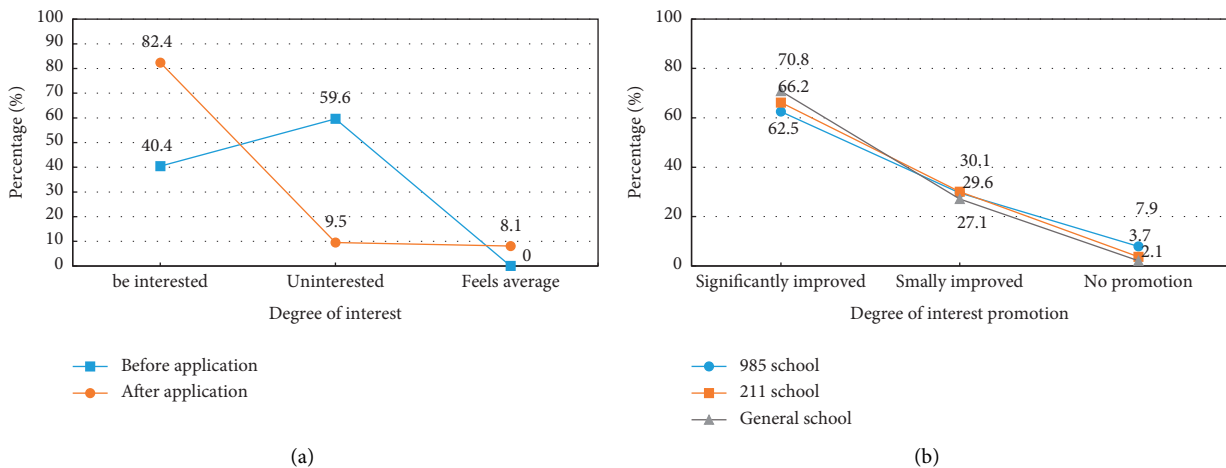 100
90
80
70
60
50
40
30
20
10
0
Percentage (%)
82.4
59.6
40.4
9.5
8.1
0
be interested
Uninterested
Feels average
Degree of interest
Before application
After application
(a)
100
80
60
40
20
0
Percentage (%)
70.8
66.2
62.5
30.1
29.6
27.1
7.9
3.7
2.1
Significantly improved
Smally improved
No promotion
Degree of interest promotion
985 school
211 school
General school
(b)